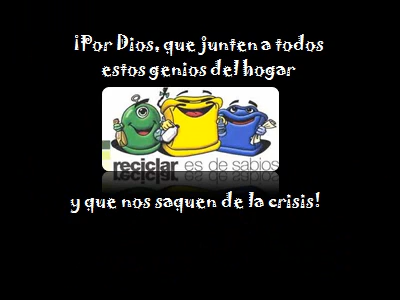 ¡Por Dios, que junten a todos
estos genios del hogar
reciclar es de sabios
y que nos saquen de la crisis!